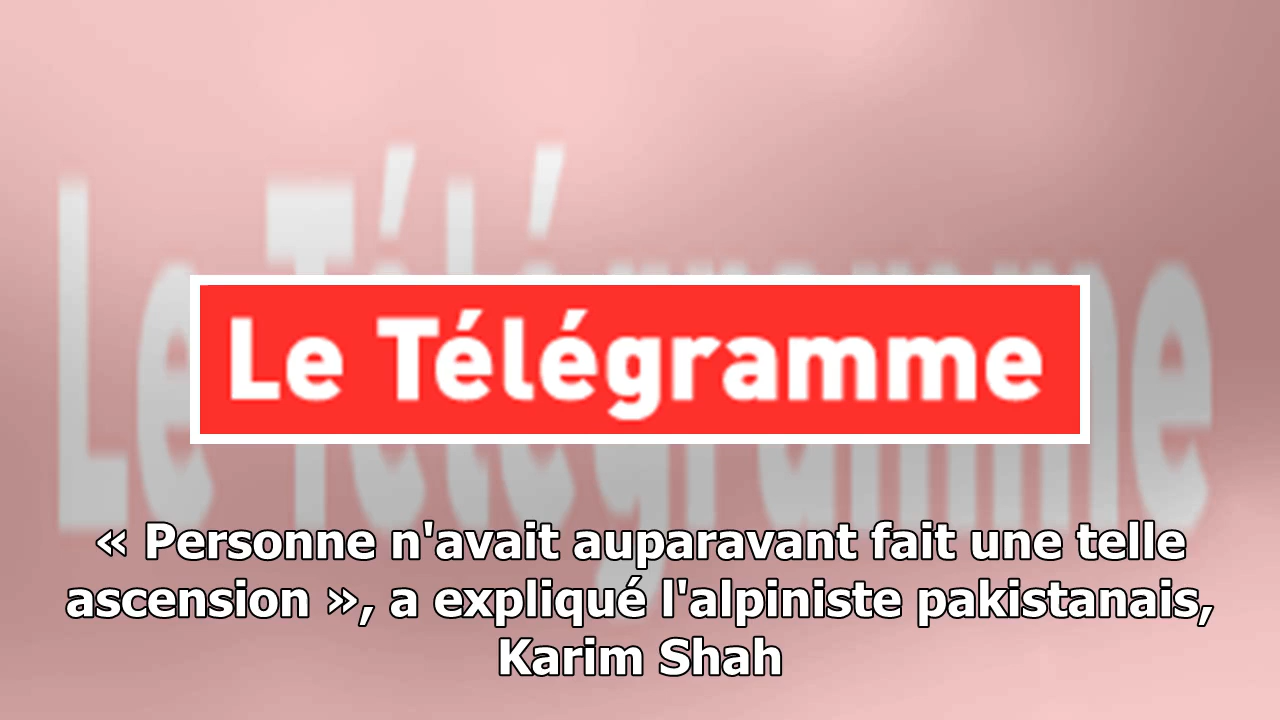 Le Télégramme
« Personne n'avait auparavant fait une telle
ascension », a expliqué l'alpiniste pakistanais,
Karim Shah